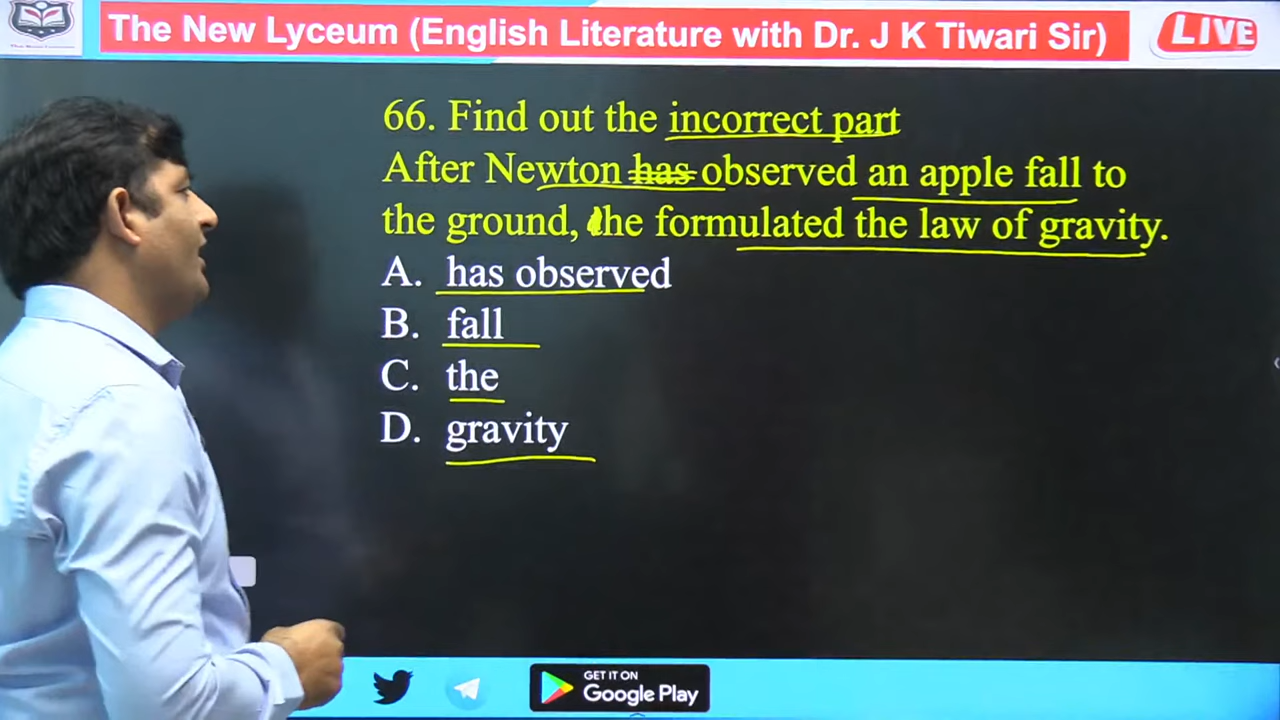 The New Lyceum (English Literature with Dr. J K Tiwari Sir)
LIVE
66. Find out the incorrect part
After Newton has observed an apple fall to
the ground, he formulated the law of gravity.
A. has observed
B. fall
C. the
D. gravity
GET IT ON
Google Play